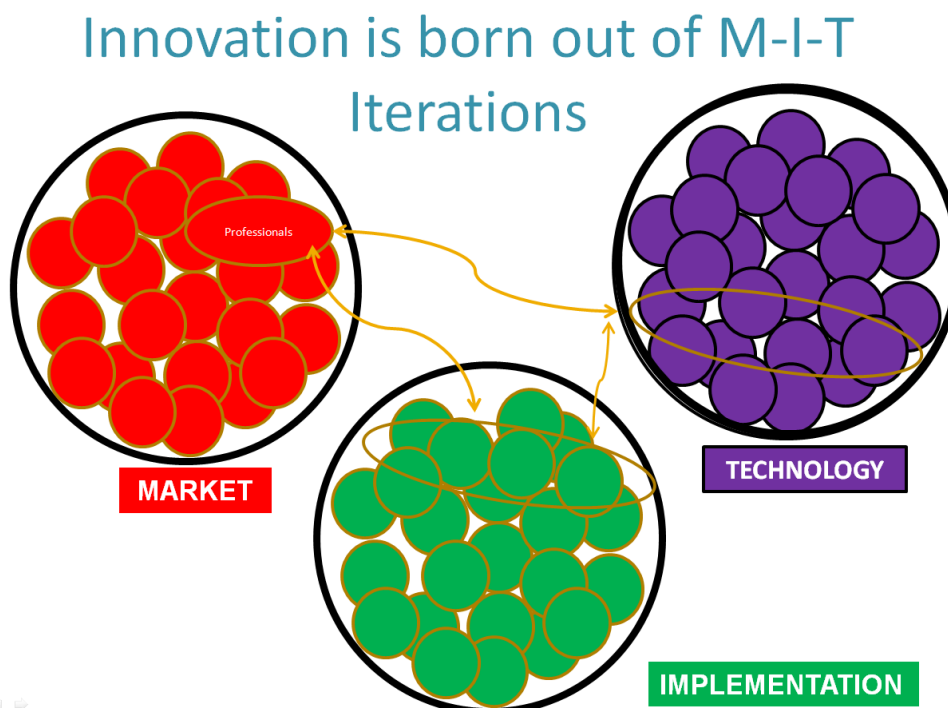 Innovation is born out of M-I-T
Iterations
Professionals
MARKET
TECHNOLOGY
IMPLEMENTATION